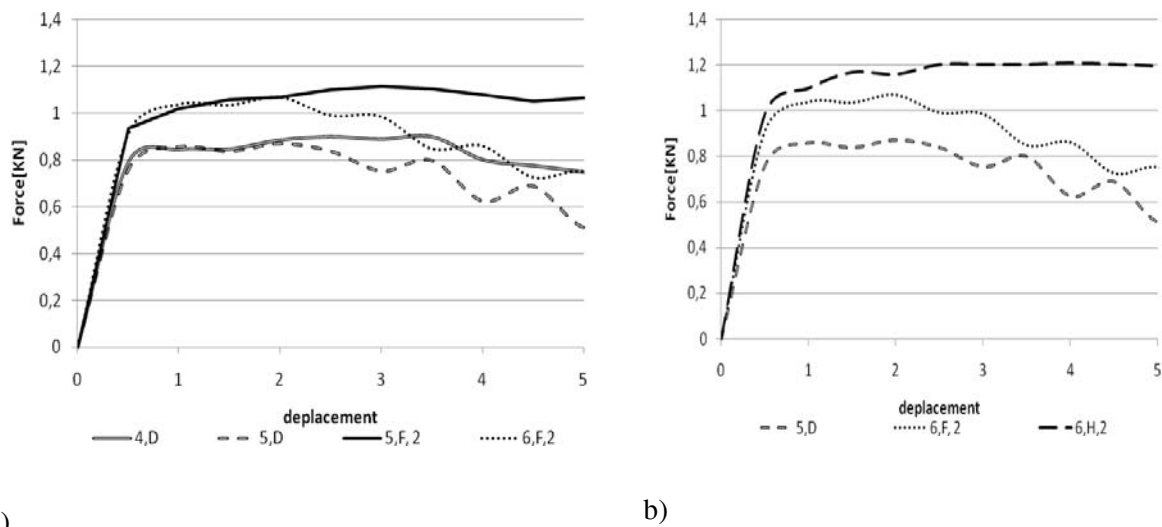 1,4
1,2
1
0,8
0,6
0,4
0,2
0
Force[KN]
0 1 2 3 4 5
deplacement
4,D 5,D 5,F,2 6,F,2
1,4
1,2
1
0,8
0,6
0,4
0,2
0
Force[KN]
0 1 2 3 4 5
deplacement
5,D 6,F,2 6,H,2
)
b)